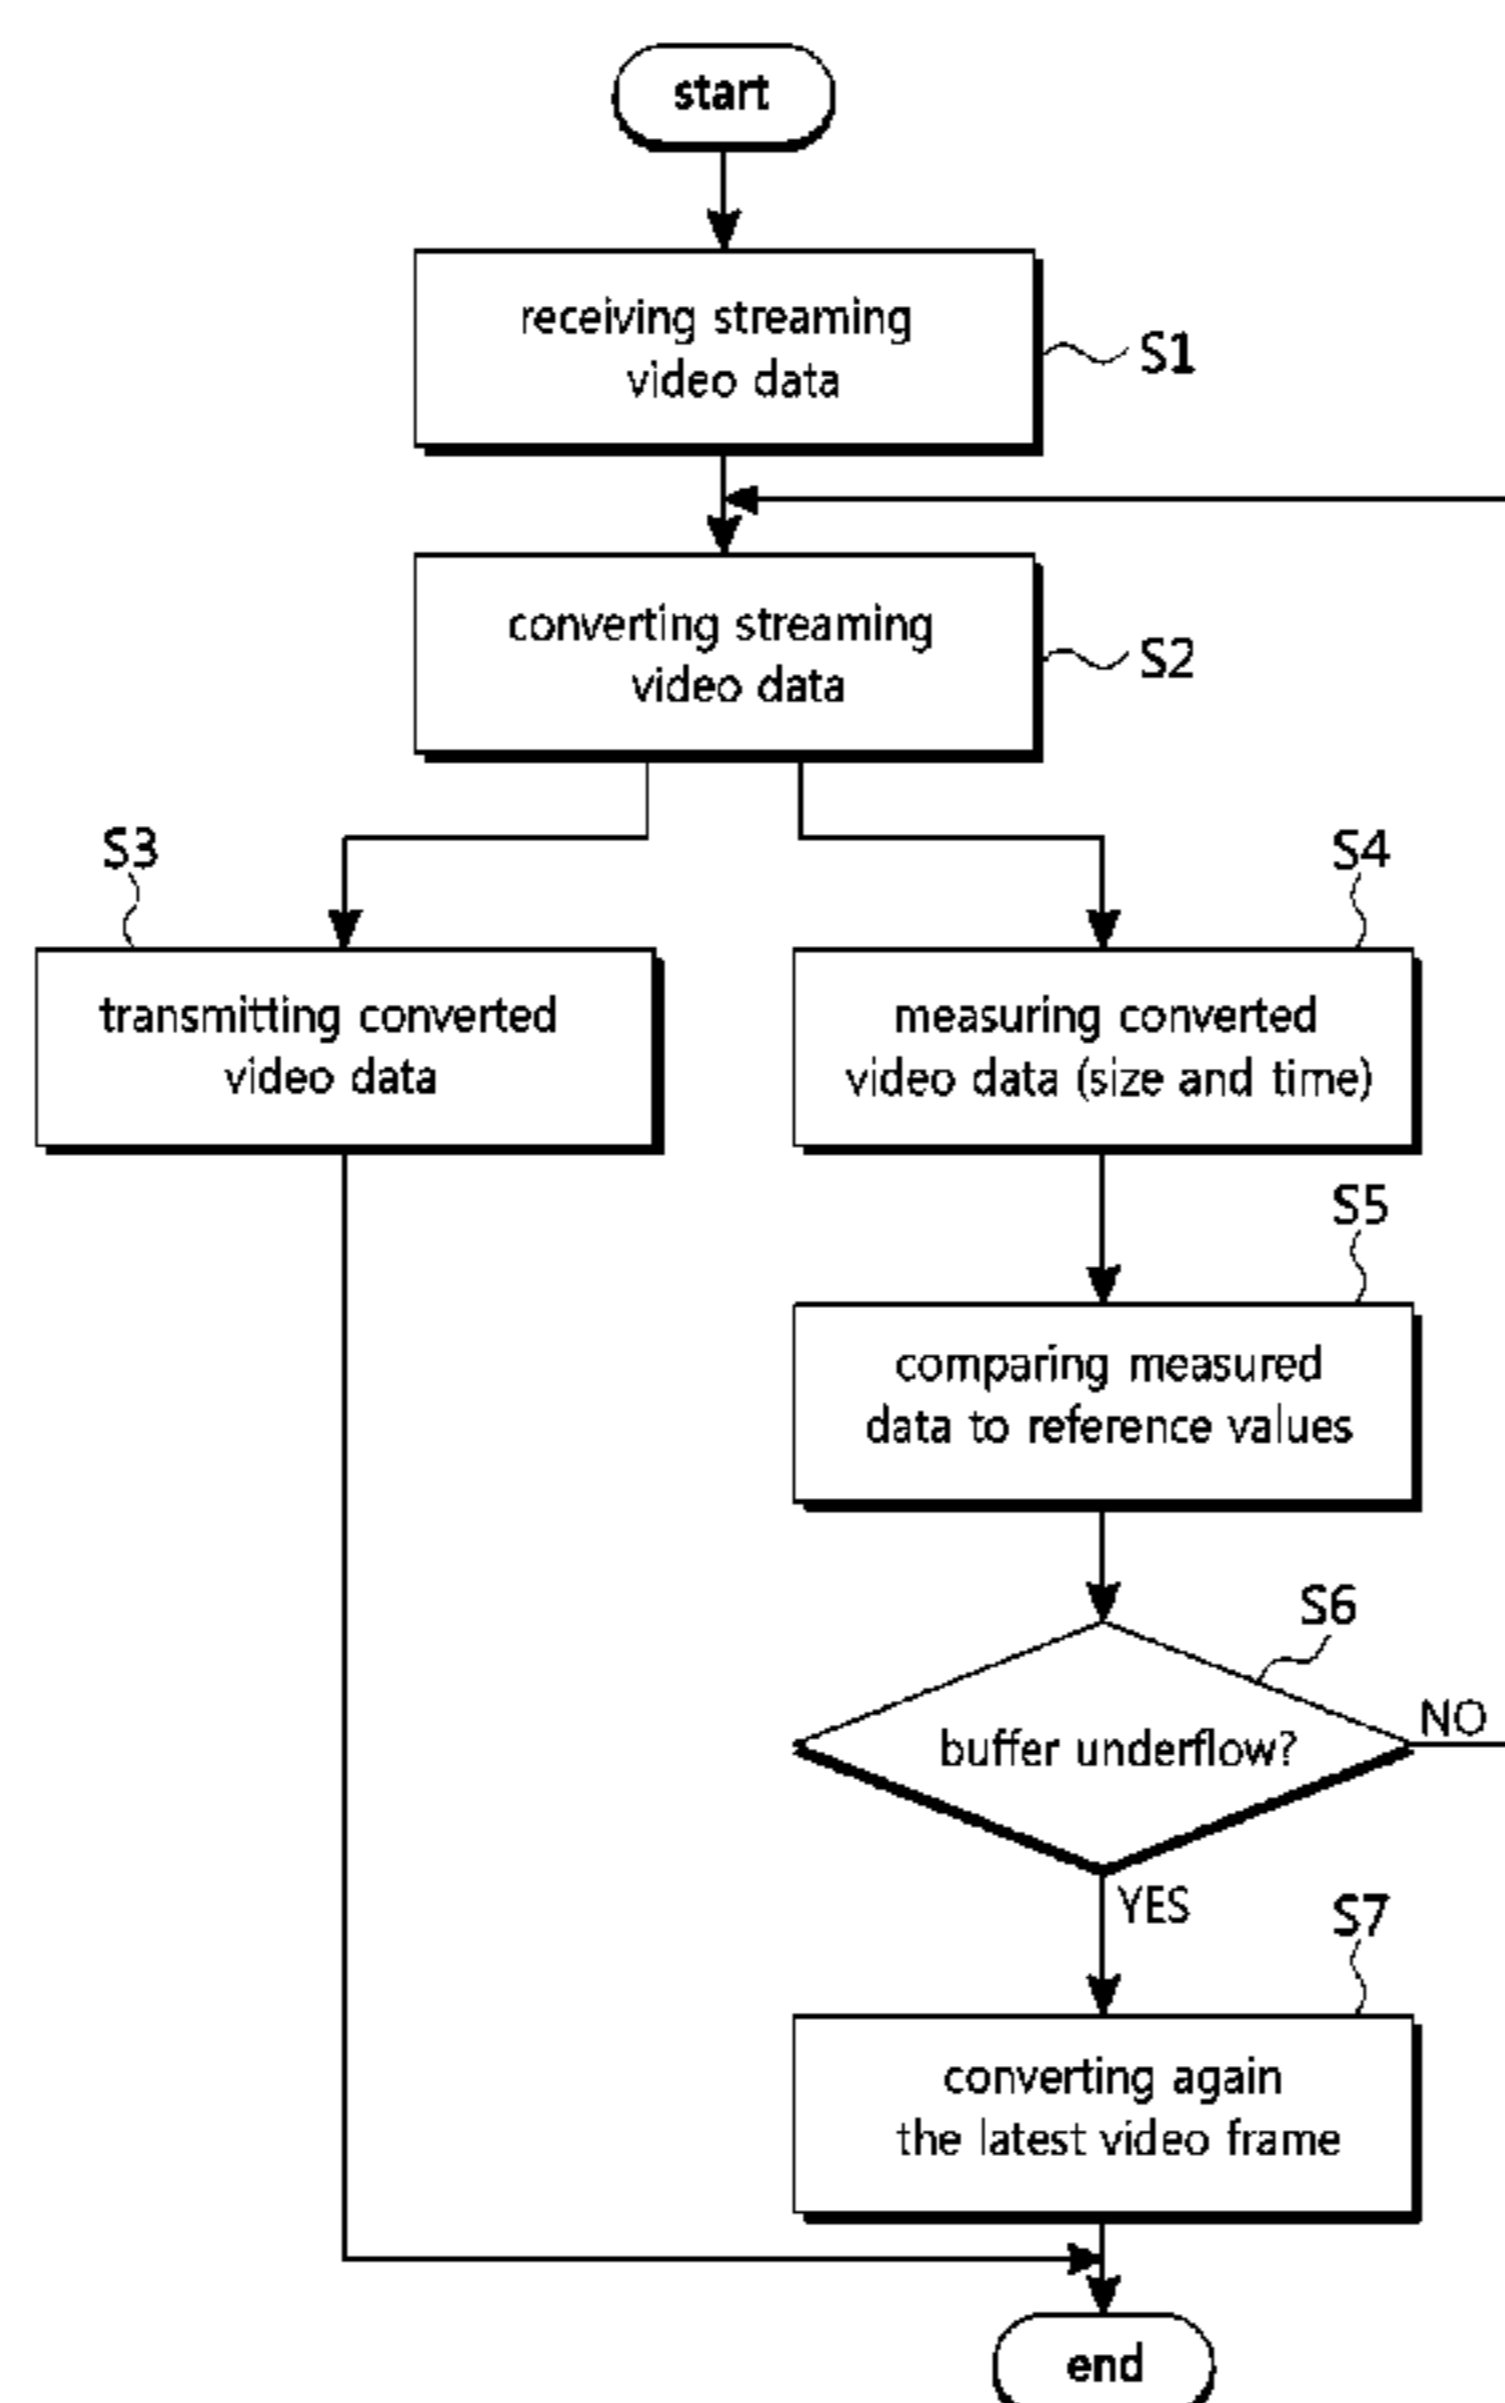 start
receiving streaming
video data
S1
converting streaming
video data
S2
S3
transmitting converted
video data
S4
measuring converted
video data (size and time)
S5
comparing measured
data to reference values
S6
buffer underflow?
NO
YES
S7
converting again
the latest video frame
end